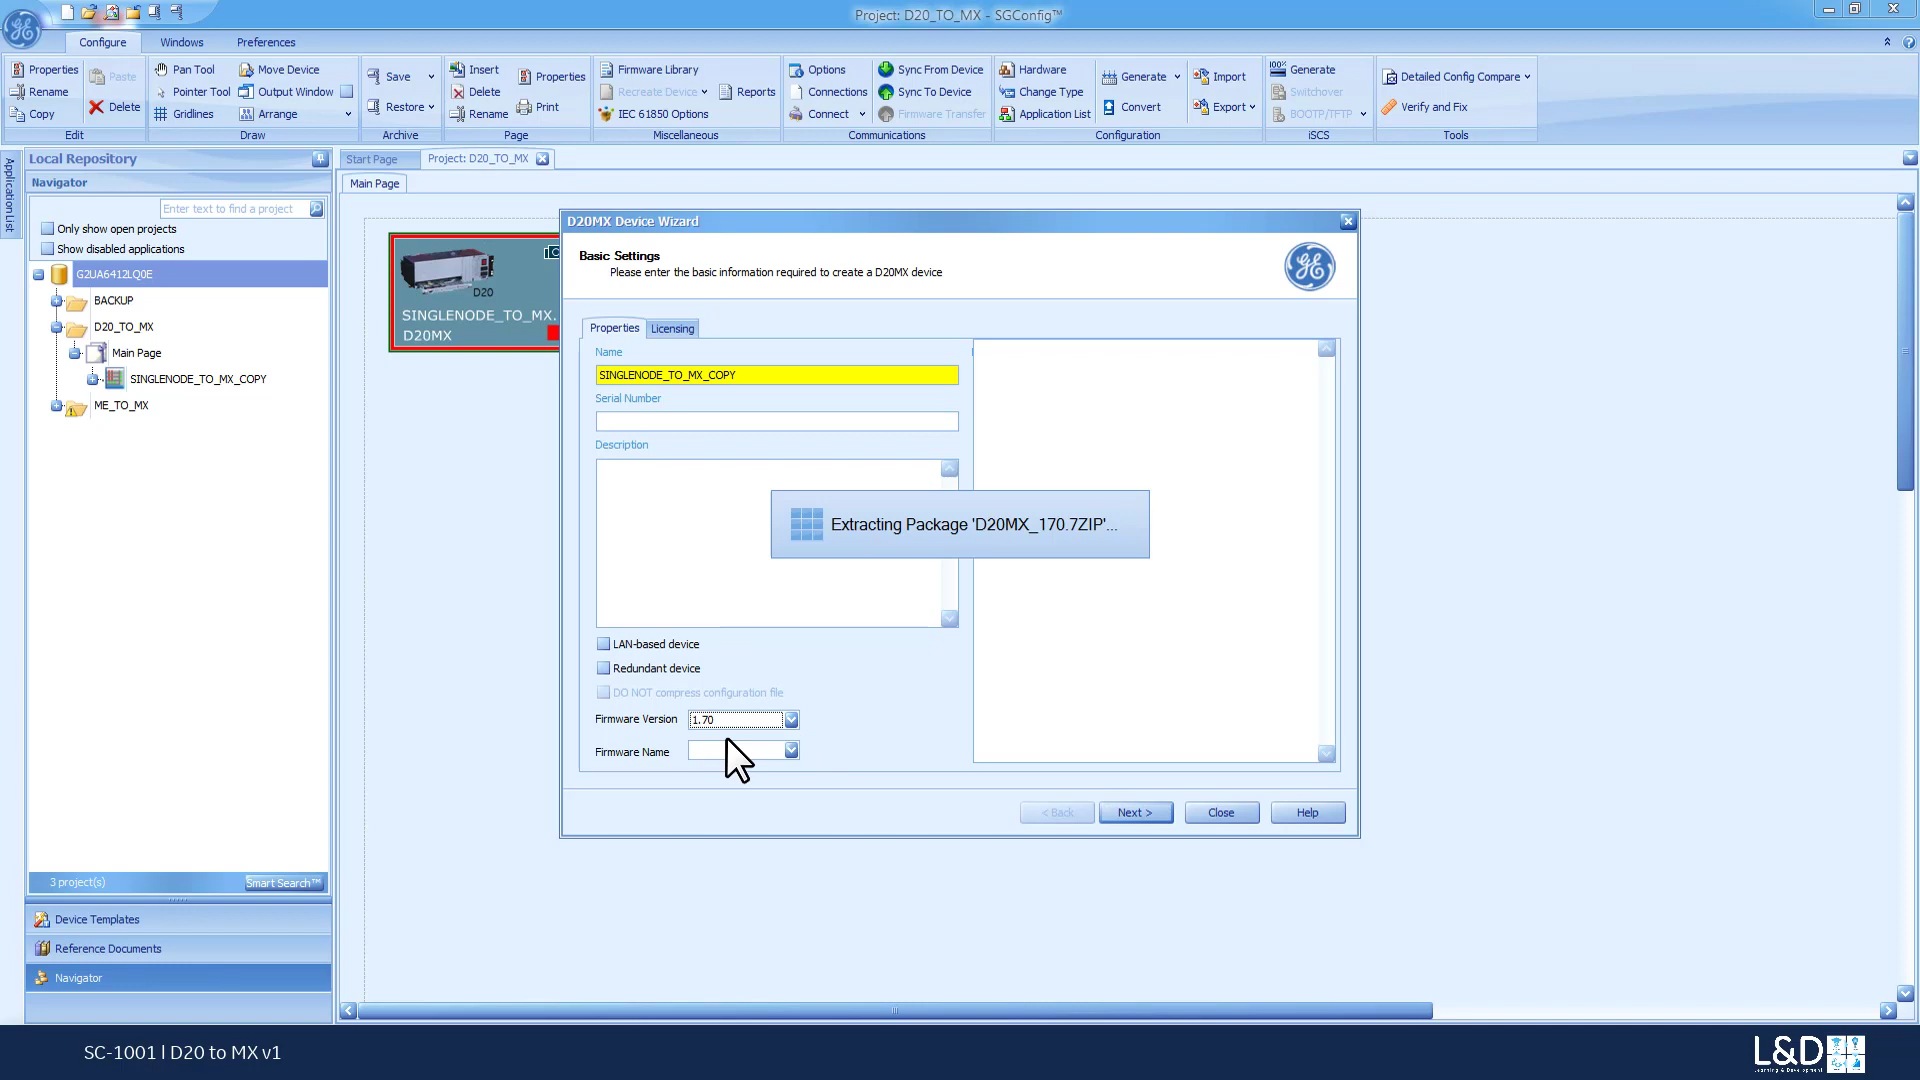 Project: D20_TO_MX - SGConfig™
Configure
Windows
Preferences
Properties
Paste
Rename
Copy
Delete
Edit
Pan Tool
Move Device
Pointer Tool
Output Window
Gridlines
Arrange
Draw
Save
Restore
Archive
Insert
Properties
Delete
Print
Rename
Page
Firmware Library
Recreate Device
Reports
IEC 61850 Options
Miscellaneous
Options
Sync From Device
Connections
Sync To Device
Connect
Firmware Transfer
Communications
Hardware
Generate
Import
Change Type
Convert
Export
Application List
Configuration
100%
Generate
Switchover
BOOTP/TFTP
iSCS
Detailed Config Compare
Verify and Fix
Tools
Application List
Local Repository
Navigator
Enter text to find a project
Only show open projects
Show disabled applications
G2UA6412LQ0E
BACKUP
D20_TO_MX
Main Page
SINGLENODE_TO_MX_COPY
ME_TO_MX
3 project(s)
Smart Search™
Device Templates
Reference Documents
Navigator
Start Page
Project: D20_TO_MX
Main Page
D20
SINGLENODE_TO_MX.
D20MX
D20MX Device Wizard
Basic Settings
Please enter the basic information required to create a D20MX device
Properties
Licensing
Name
SINGLENODE_TO_MX_COPY
Serial Number
Description
Extracting Package 'D20MX_170.7ZIP'...
LAN-based device
Redundant device
DO NOT compress configuration file
Firmware Version
1.70
Firmware Name
< Back
Next >
Close
Help
SC-1001 l D20 to MX v1
L&D
Learning & Development